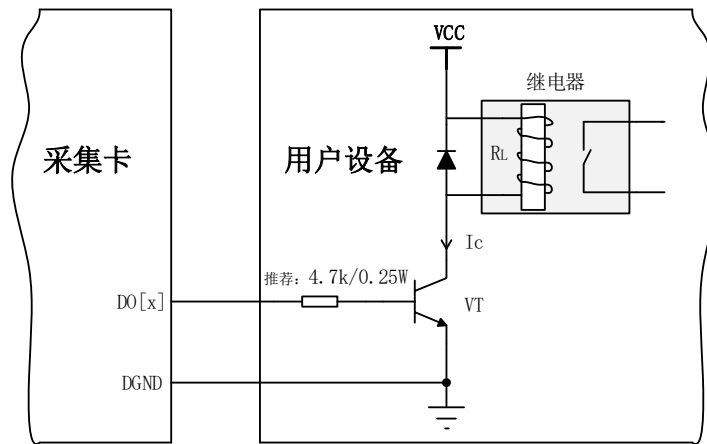 VCC
继电器
采集卡
用户设备
RL
Ic
推荐: 4.7k/0.25W
DO[x]
VT
DGND